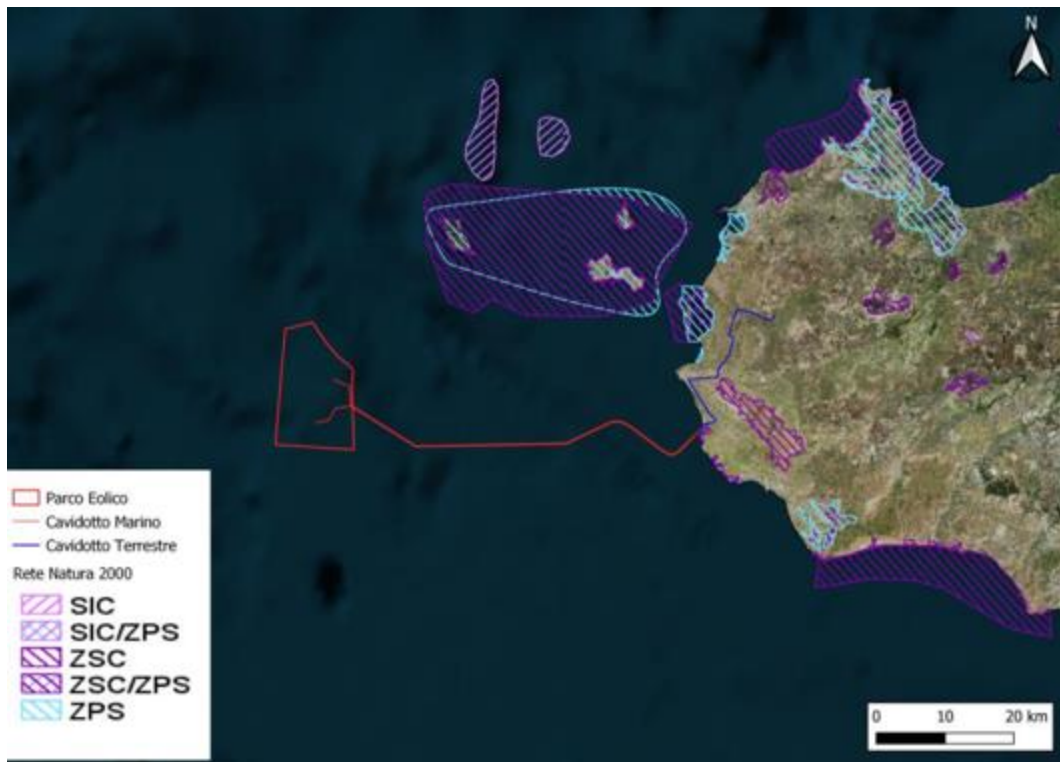 N
Parco Eolico
Cavidotto Marino
Cavidotto Terrestre
Rete Natura 2000
SIC
SIC/ZPS
ZSC
ZSC/ZPS
ZPS
0 10 20 km